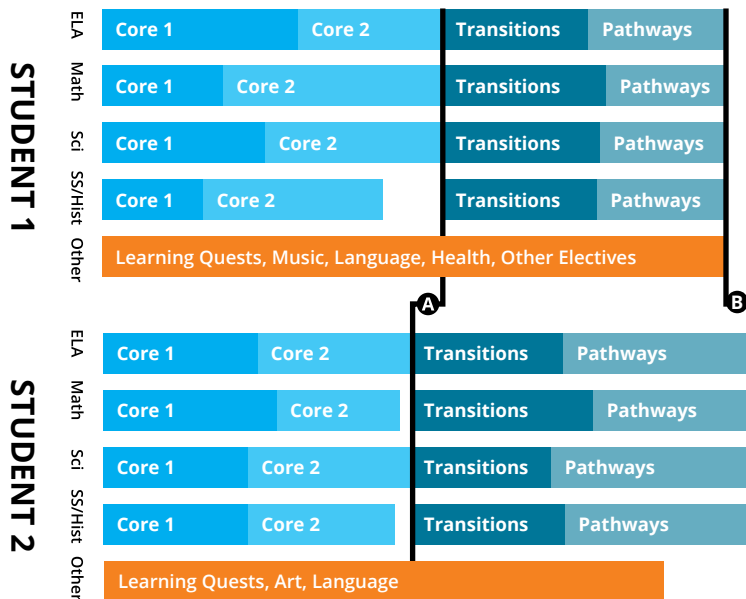 STUDENT 1
ELA
Core 1 Core 2 Transitions Pathways
Math
Core 1 Core 2 Transitions Pathways
Sci
Core 1 Core 2 Transitions Pathways
SS/Hist
Core 1 Core 2 Transitions Pathways
Other
Learning Quests, Music, Language, Health, Other Electives
A B
STUDENT 2
ELA
Core 1 Core 2 Transitions Pathways
Math
Core 1 Core 2 Transitions Pathways
Sci
Core 1 Core 2 Transitions Pathways
SS/Hist
Core 1 Core 2 Transitions Pathways
Other
Learning Quests, Art, Language